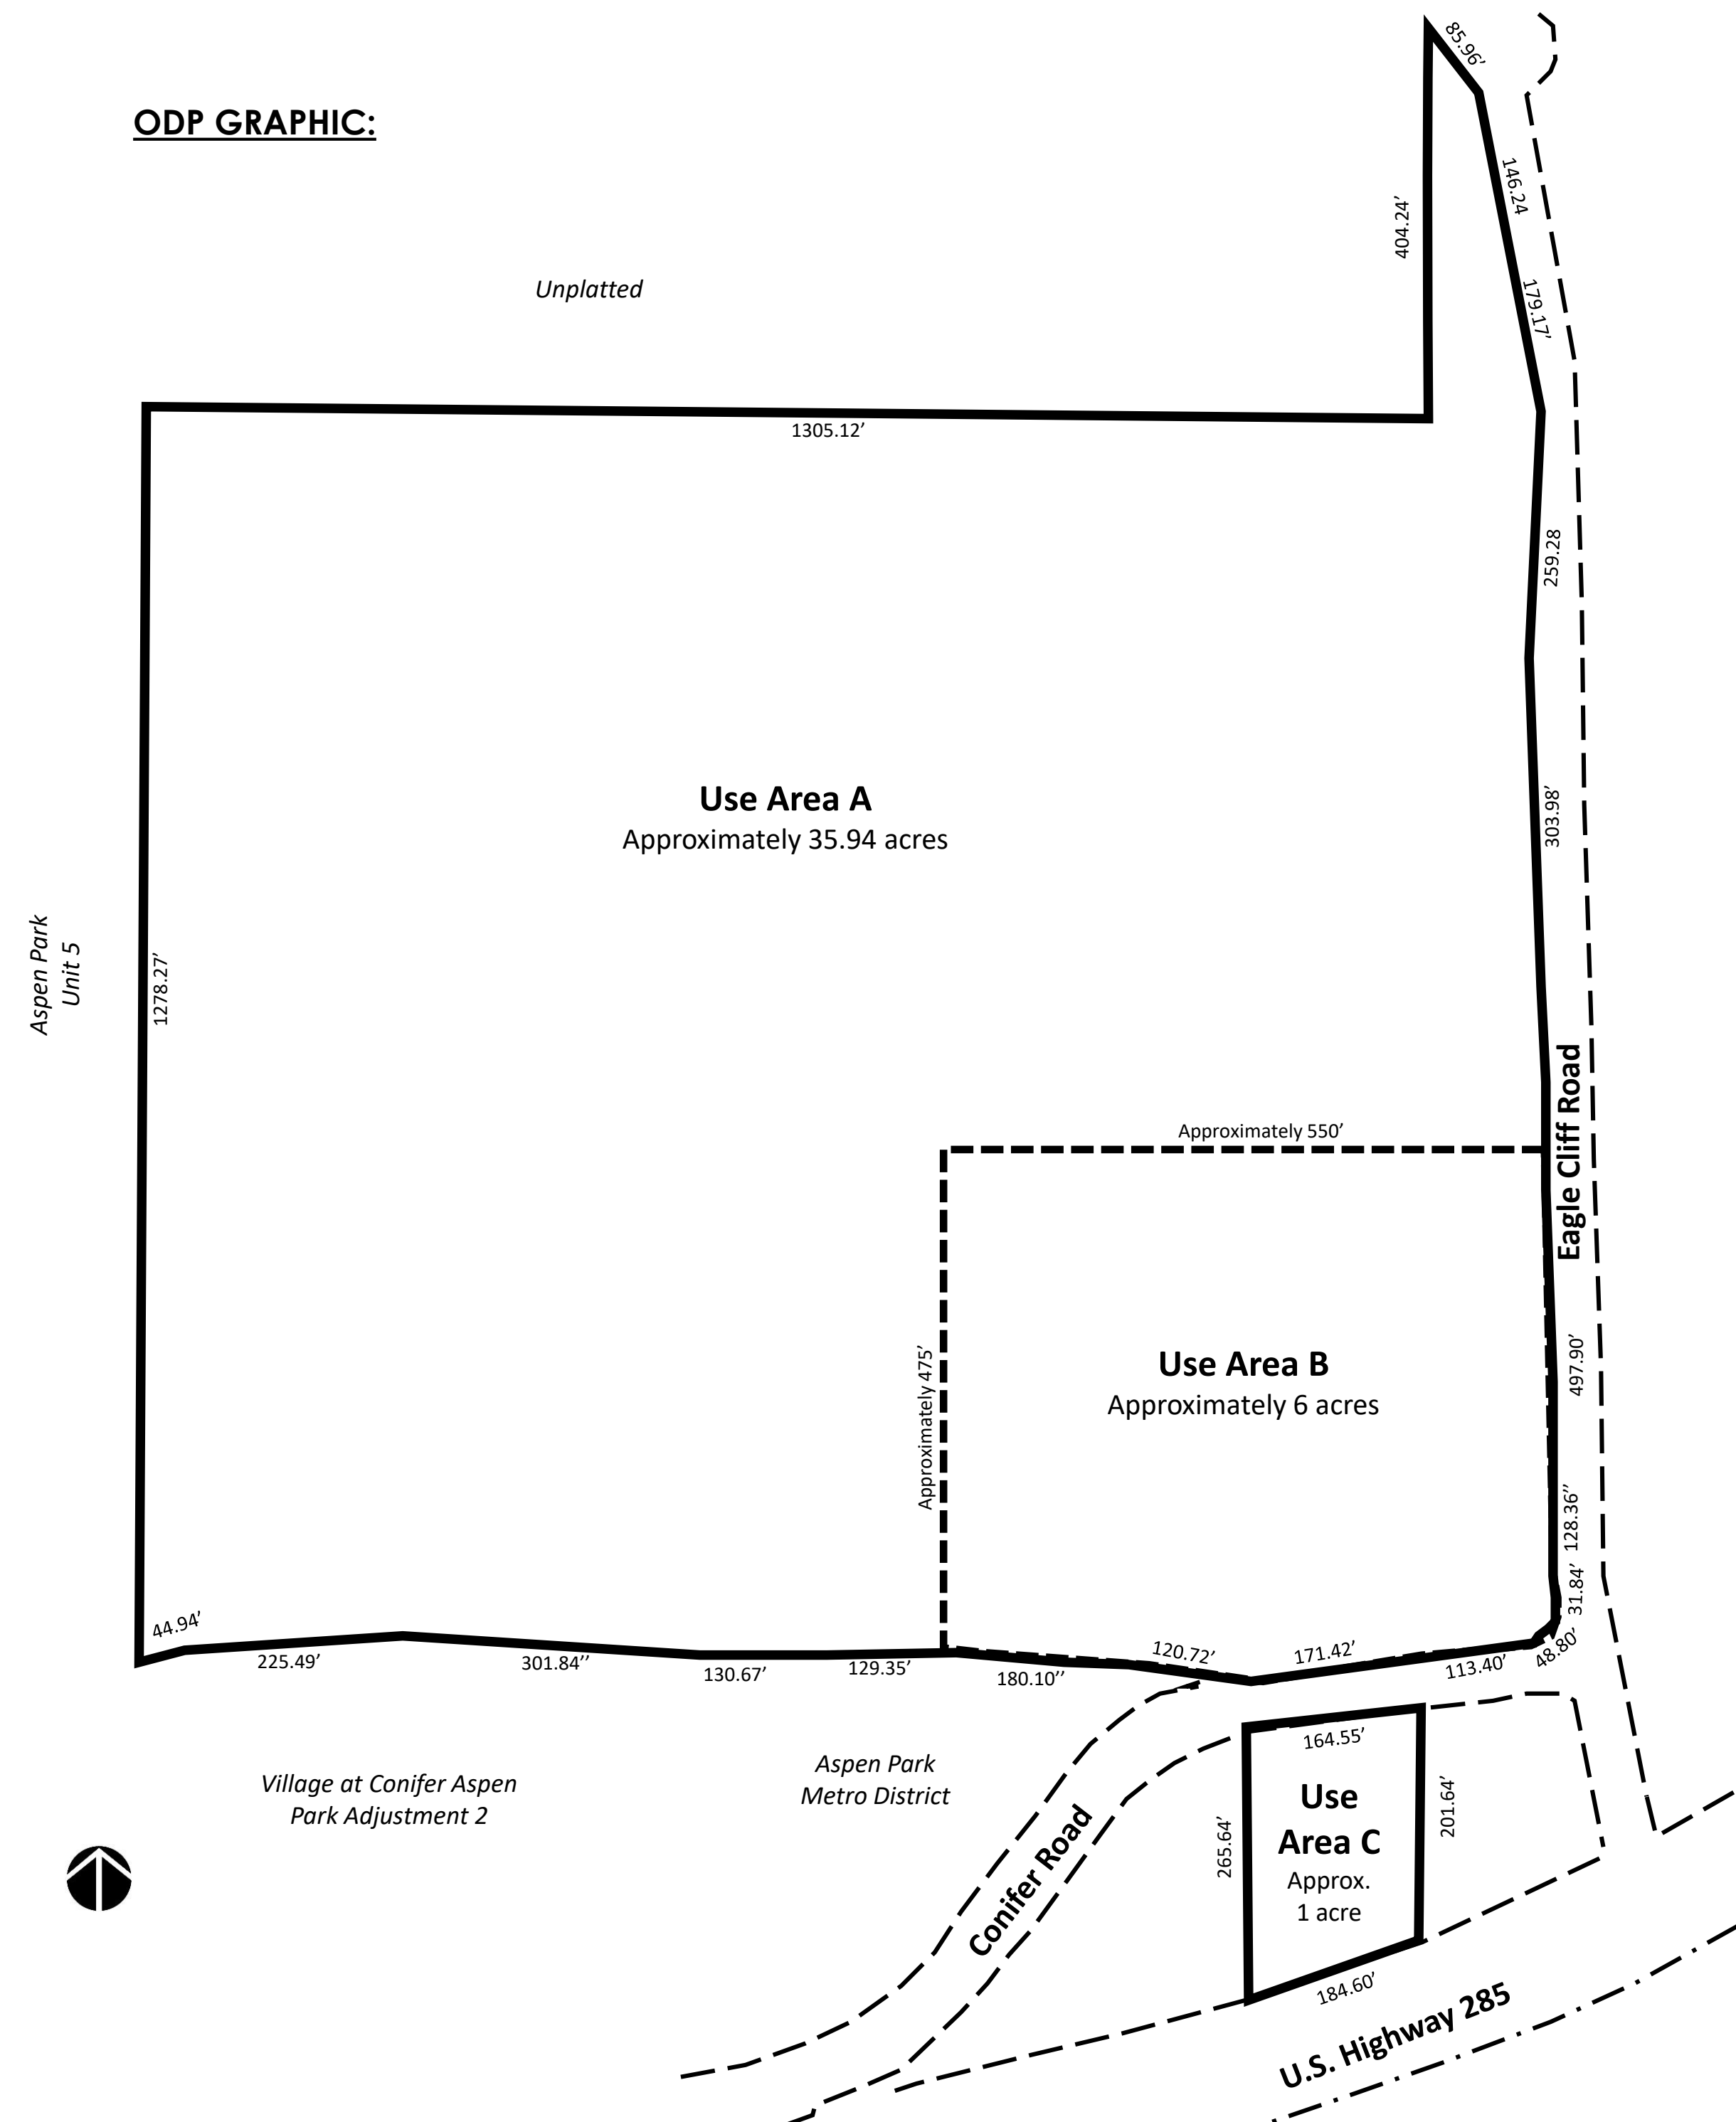 85.96’
ODP GRAPHIC:
146.24
404.24’
Unplatted
179.17’
1305.12’
259.28
Use Area A
Approximately 35.94 acres
303.98’
Aspen Park
Unit 5
1278.27’
Eagle Cliff Road
Approximately 550’
Approximately 475’
Use Area B
Approximately 6 acres
497.90’
128.36’’
31.84’
44.94’
225.49’
301.84’’
130.67’
129.35’
180.10’’
120.72’
171.42’
113.40’
48.80’
164.55’
Aspen Park
Metro District
Village at Conifer Aspen
Park Adjustment 2
Conifer Road
265.64’
Use
Area C
Approx.
1 acre
201.64’
184.60’
U.S. Highway 285